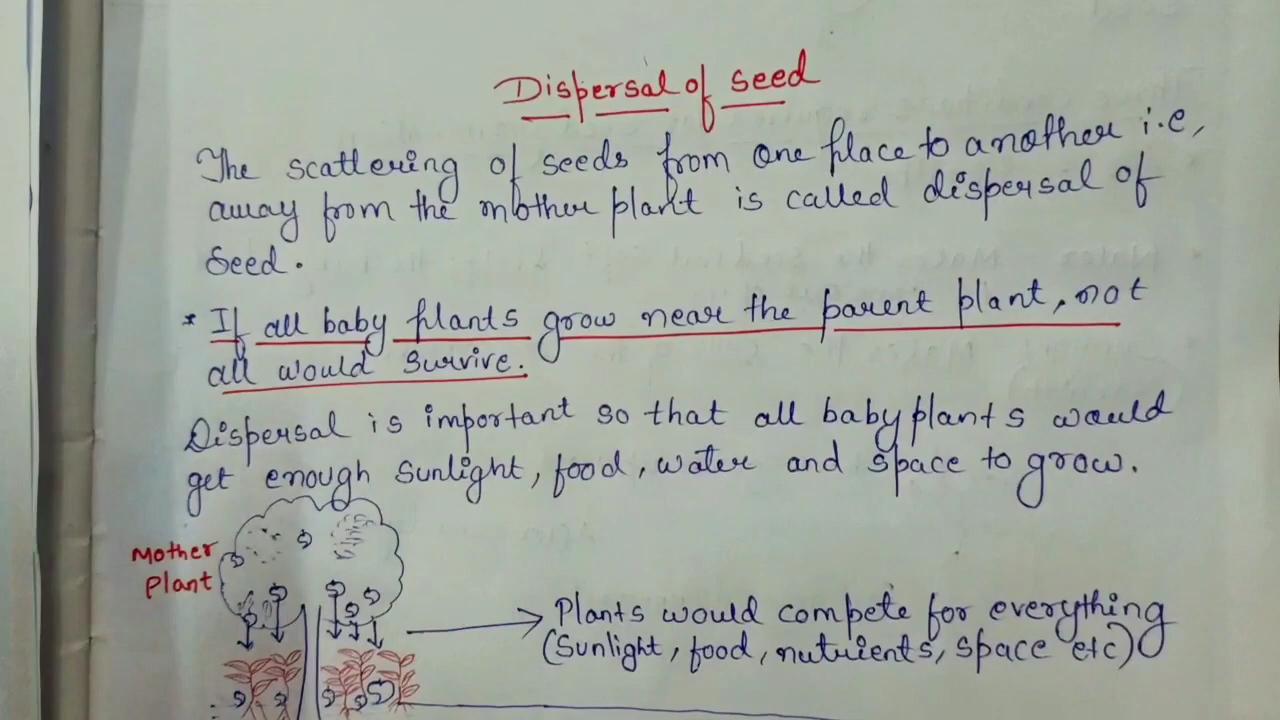 Dispersal of seed
The scattering of seeds from one place to another i.e,
away from the mother plant is called dispersal of
Seed.
* If all baby plants grow near the parent plant, not
all would survive.
Dispersal is important so that all baby plants would
get enough Sunlight, food, water and space to grow.
Mother
plant
Plants would compete for everything
(Sunlight, food, nutrients, space etc)